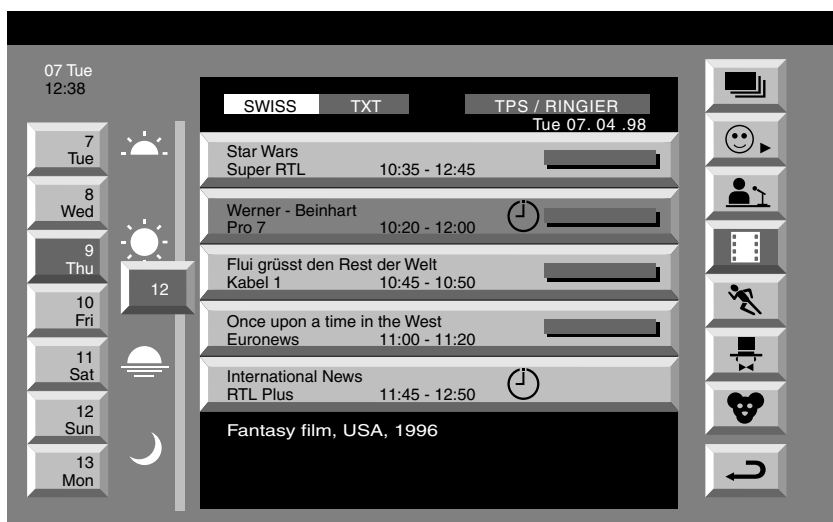 07 Tue
12:38
SWISS TXT TPS / RINGIER
Tue 07. 04 .98
7
Tue
8
Wed
9
Thu
10
Fri
11
Sat
12
Sun
13
Mon
12
Star Wars
Super RTL 10:35 - 12:45
Werner - Beinhart
Pro 7 10:20 - 12:00
Flui grüsst den Rest der Welt
Kabel 1 10:45 - 10:50
Once upon a time in the West
Euronews 11:00 - 11:20
International News
RTL Plus 11:45 - 12:50
Fantasy film, USA, 1996